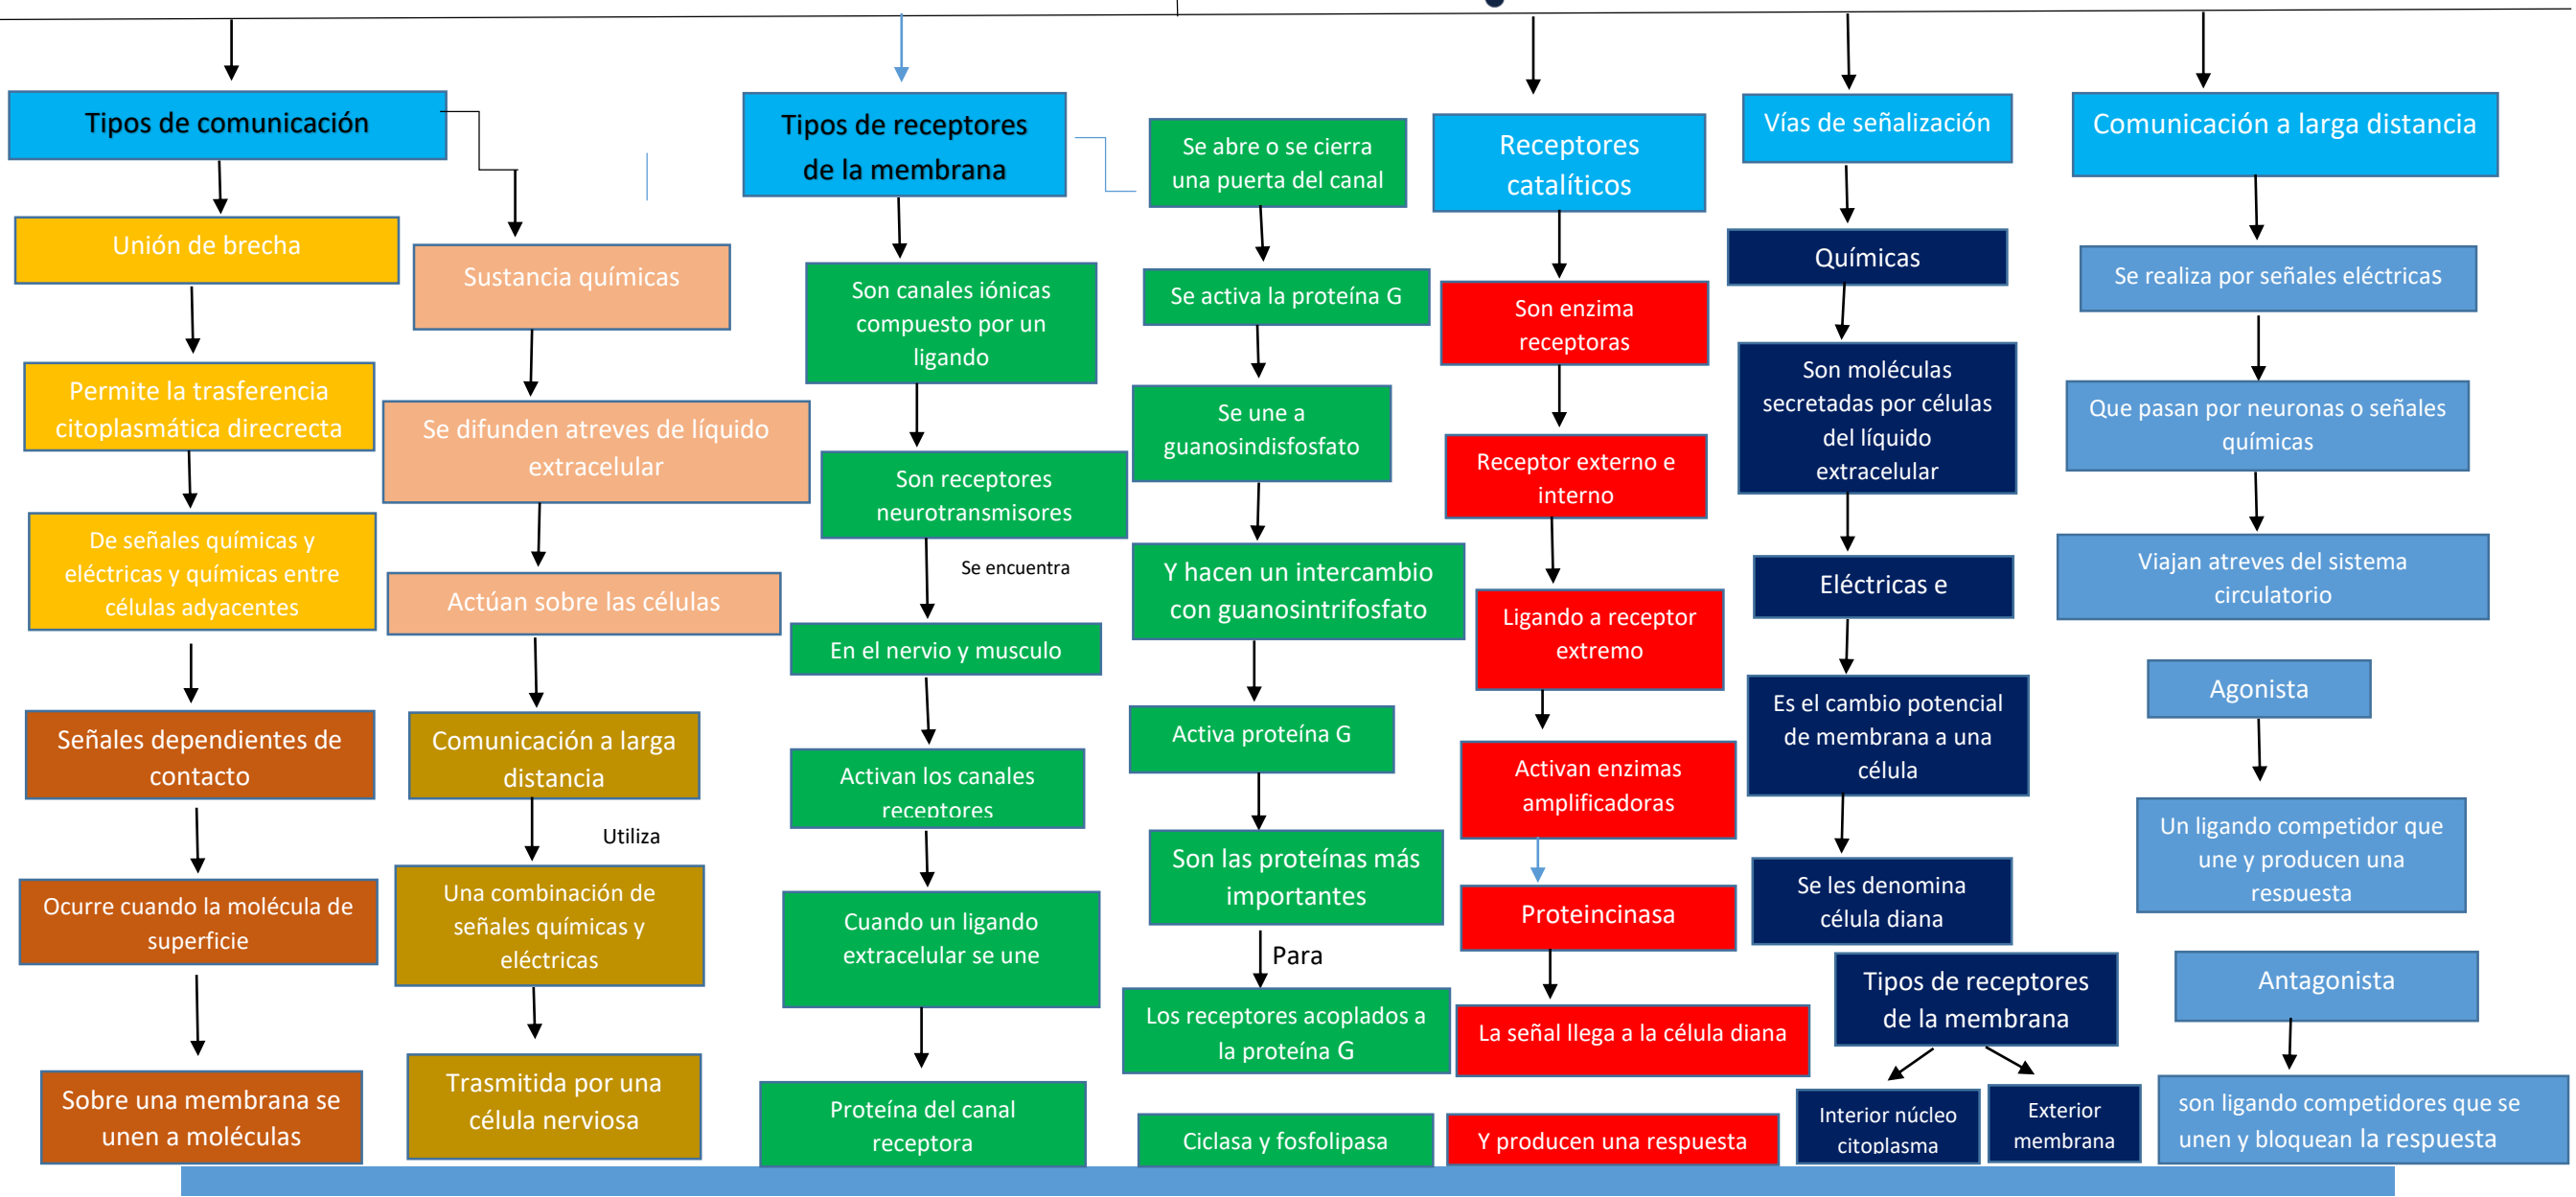 Tipos de comunicación
Unión de brecha
Permite la trasferencia
citoplasmática direcrecta
De señales químicas y
eléctricas y químicas entre
células adyacentes
Señales dependientes de
contacto
Ocurre cuando la molécula de
superficie
Sobre una membrana se
unen a moléculas
Sustancia químicas
Se difunden atreves de líquido
extracelular
Actúan sobre las células
Comunicación a larga
distancia
Utiliza
Una combinación de
señales químicas y
eléctricas
Trasmitida por una
célula nerviosa
Tipos de receptores
de la membrana
Son canales iónicas
compuesto por un
ligando
Son receptores
neurotransmisores
Se encuentra
En el nervio y musculo
Activan los canales
receptores
Cuando un ligando
extracelular se une
Proteína del canal
receptora
Se abre o se cierra
una puerta del canal
Se activa la proteína G
Se une a
guanosindisfosfato
Y hacen un intercambio
con guanosintrifosfato
Activa proteína G
Son las proteínas más
importantes
Para
Los receptores acoplados a
la proteína G
Ciclasa y fosfolipasa
Receptores
catalíticos
Son enzima
receptoras
Receptor externo e
interno
Ligando a receptor
extremo
Activan enzimas
amplificadoras
Proteincinasa
La señal llega a la célula diana
Y producen una respuesta
Vías de señalización
Químicas
Son moléculas
secretadas por células
del líquido
extracelular
Eléctricas e
Es el cambio potencial
de membrana a una
célula
Se les denomina
célula diana
Tipos de receptores
de la membrana
Interior núcleo
citoplasma
Exterior
membrana
Comunicación a larga distancia
Se realiza por señales eléctricas
Que pasan por neuronas o señales
químicas
Viajan atreves del sistema
circulatorio
Agonista
Un ligando competidor que
une y producen una
respuesta
Antagonista
son ligando competidores que se
unen y bloquean la respuesta